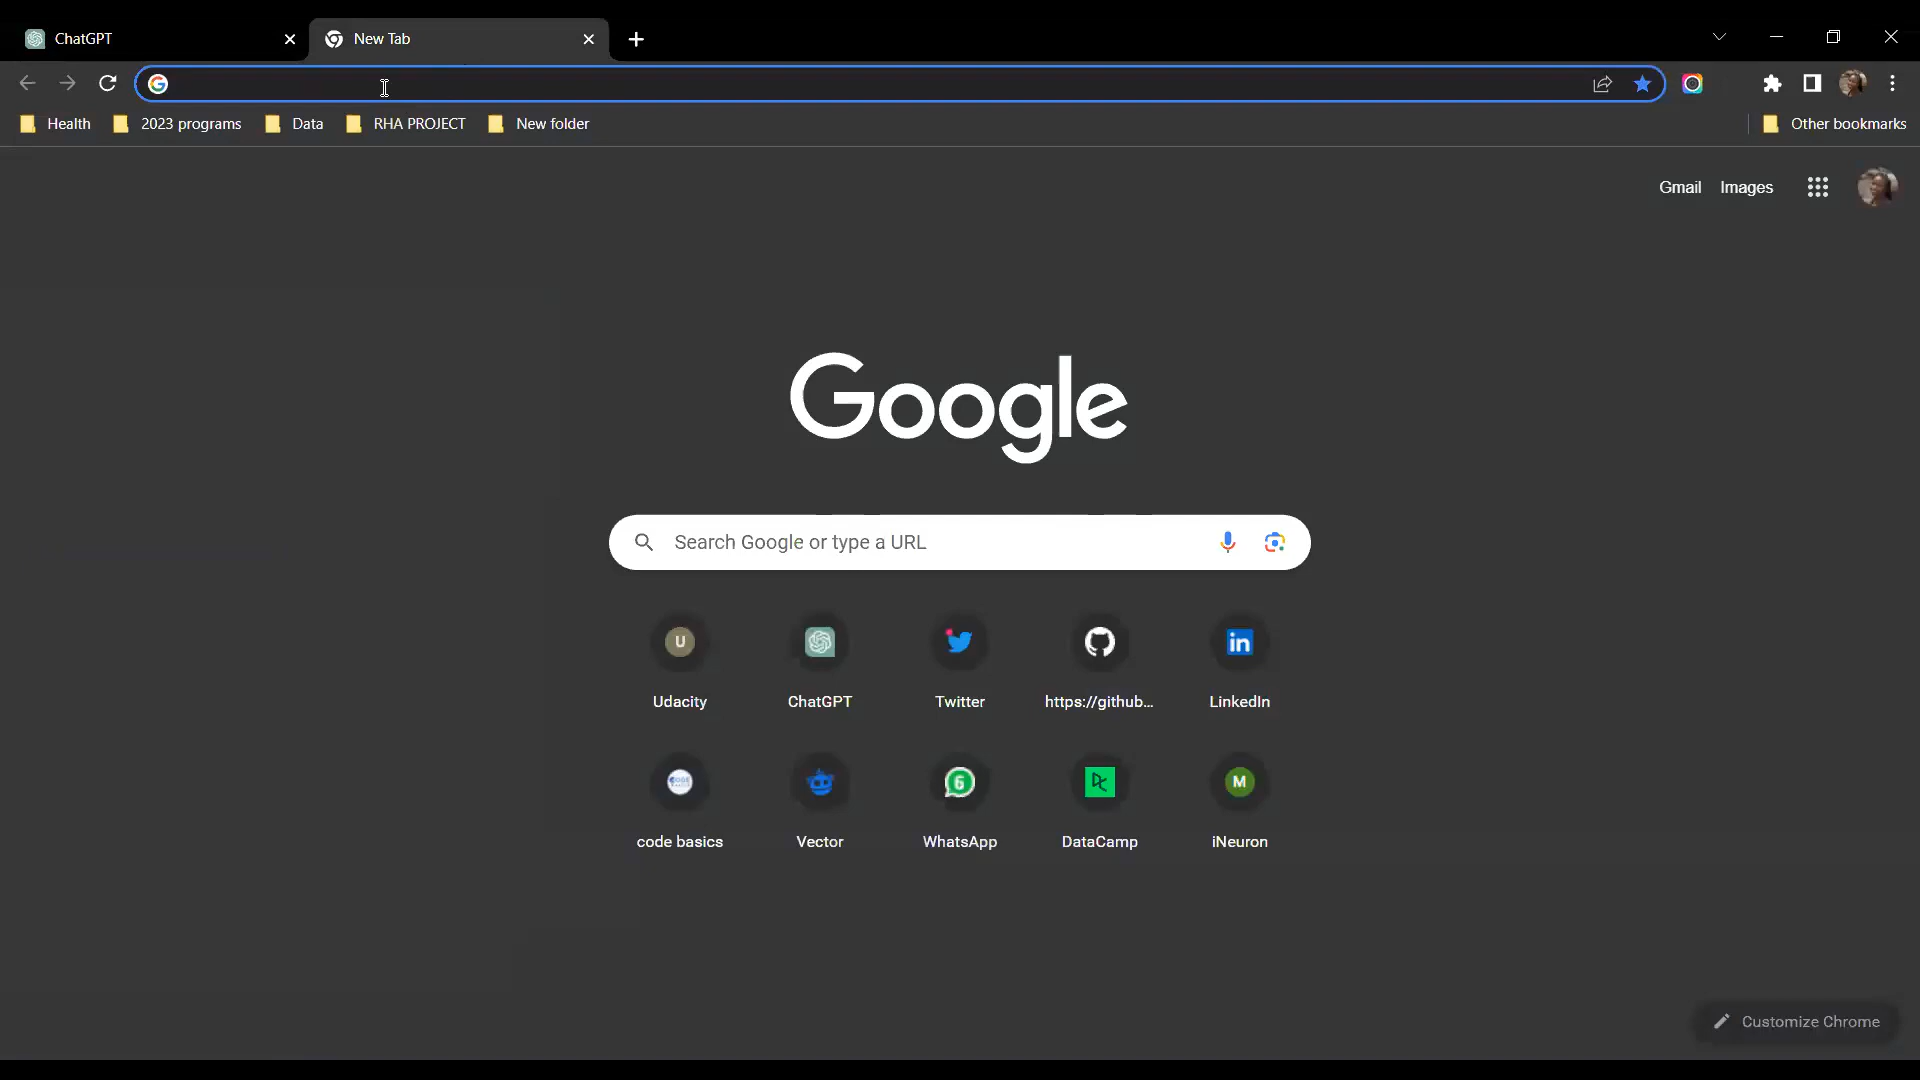 ChatGPT New Tab
Health 2023 programs Data RHA PROJECT New folder Other bookmarks
Gmail Images
Google
Search Google or type a URL
Udacity ChatGPT Twitter https://github... LinkedIn
code basics Vector WhatsApp DataCamp iNeuron
Customize Chrome